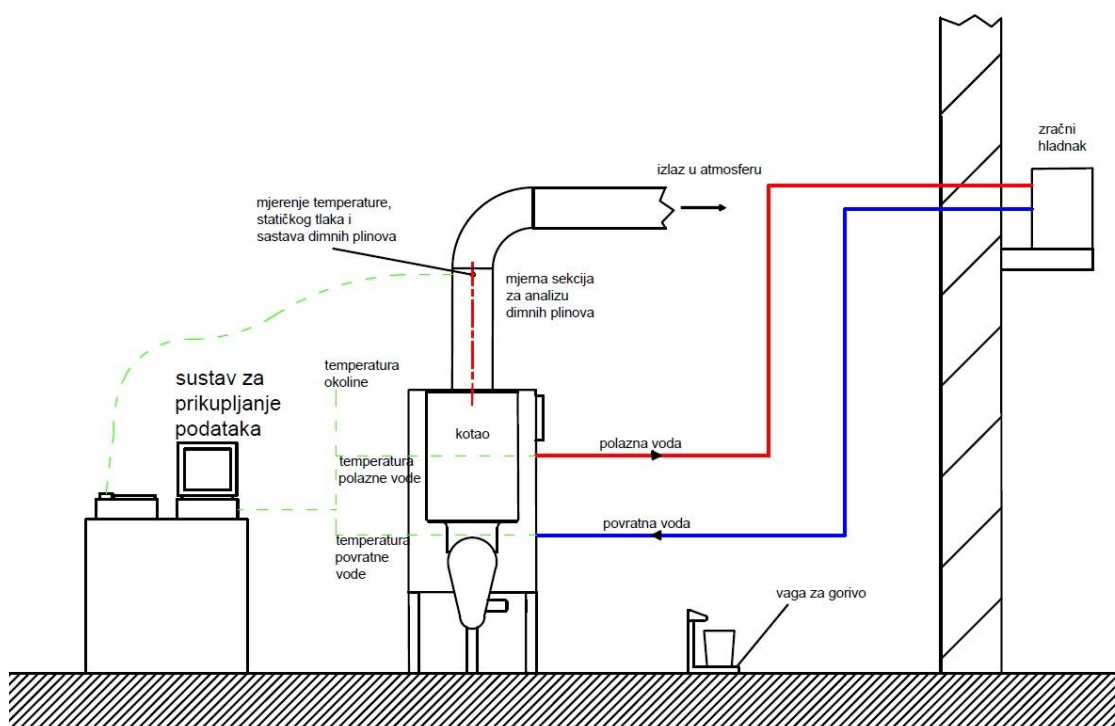 zračni
hladnak
izlaz u atmosferu
mjerenje temperature,
statičkog tlaka i
sastava dimnih plinova
mjerna sekcija
za analizu
dimnih plinova
temperatura
okoline
sustav za
prikupljanje
podataka
kotao
polazna voda
temperatura
polazne vode
povratna voda
temperatura
povratne
vode
vaga za gorivo